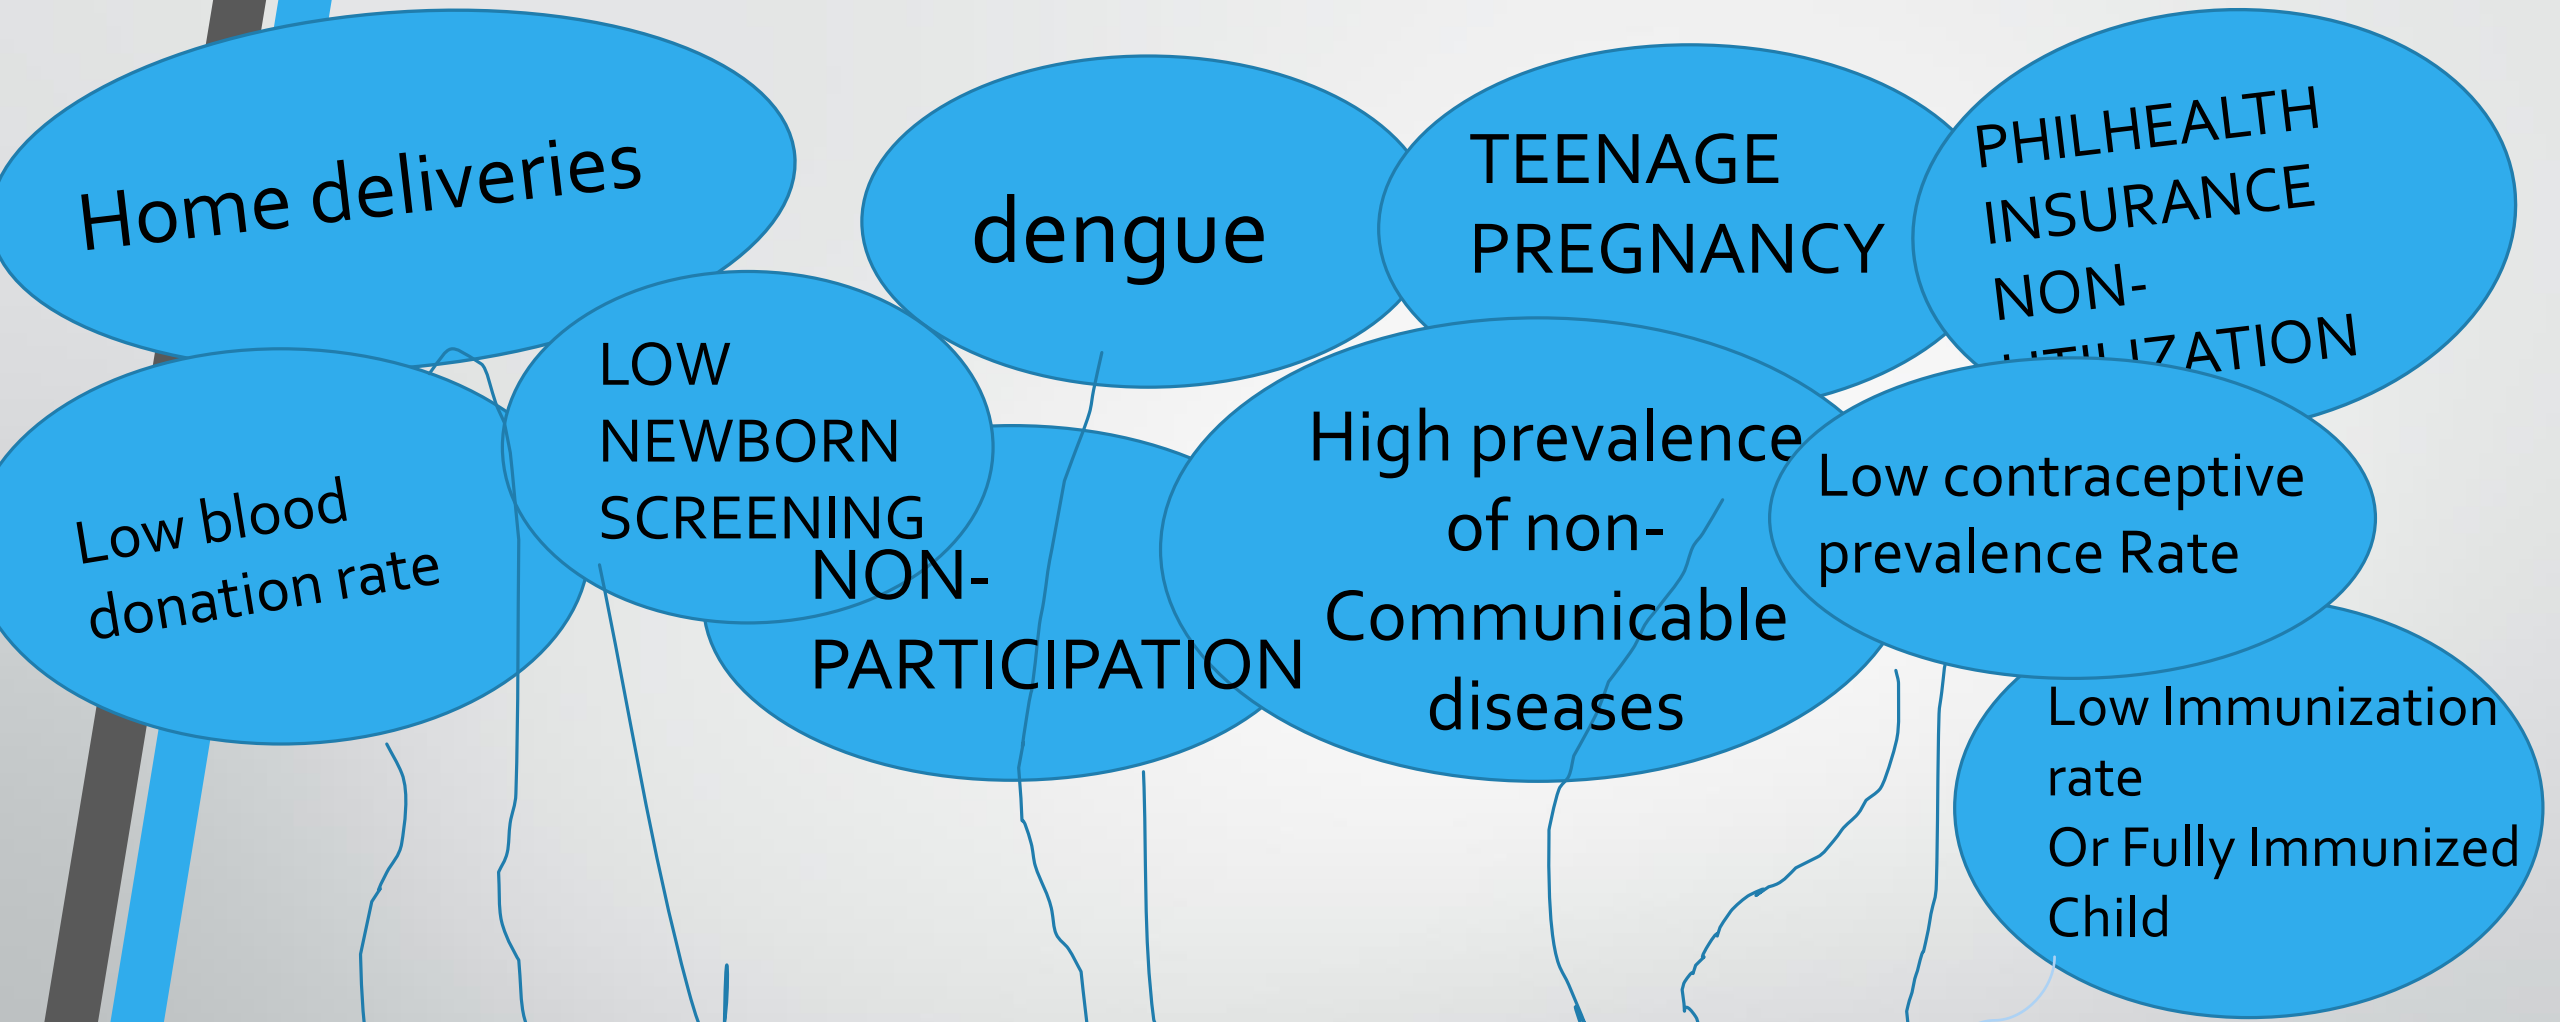 Home deliveries
dengue
TEENAGE
PREGNANCY
PHILHEALTH
INSURANCE
NON-
UTILIZATION
Low blood
donation rate
LOW
NEWBORN
SCREENING
NON-
PARTICIPATION
High prevalence
of non-
Communicable
diseases
Low contraceptive
prevalence Rate
Low Immunization
rate
Or Fully Immunized
Child